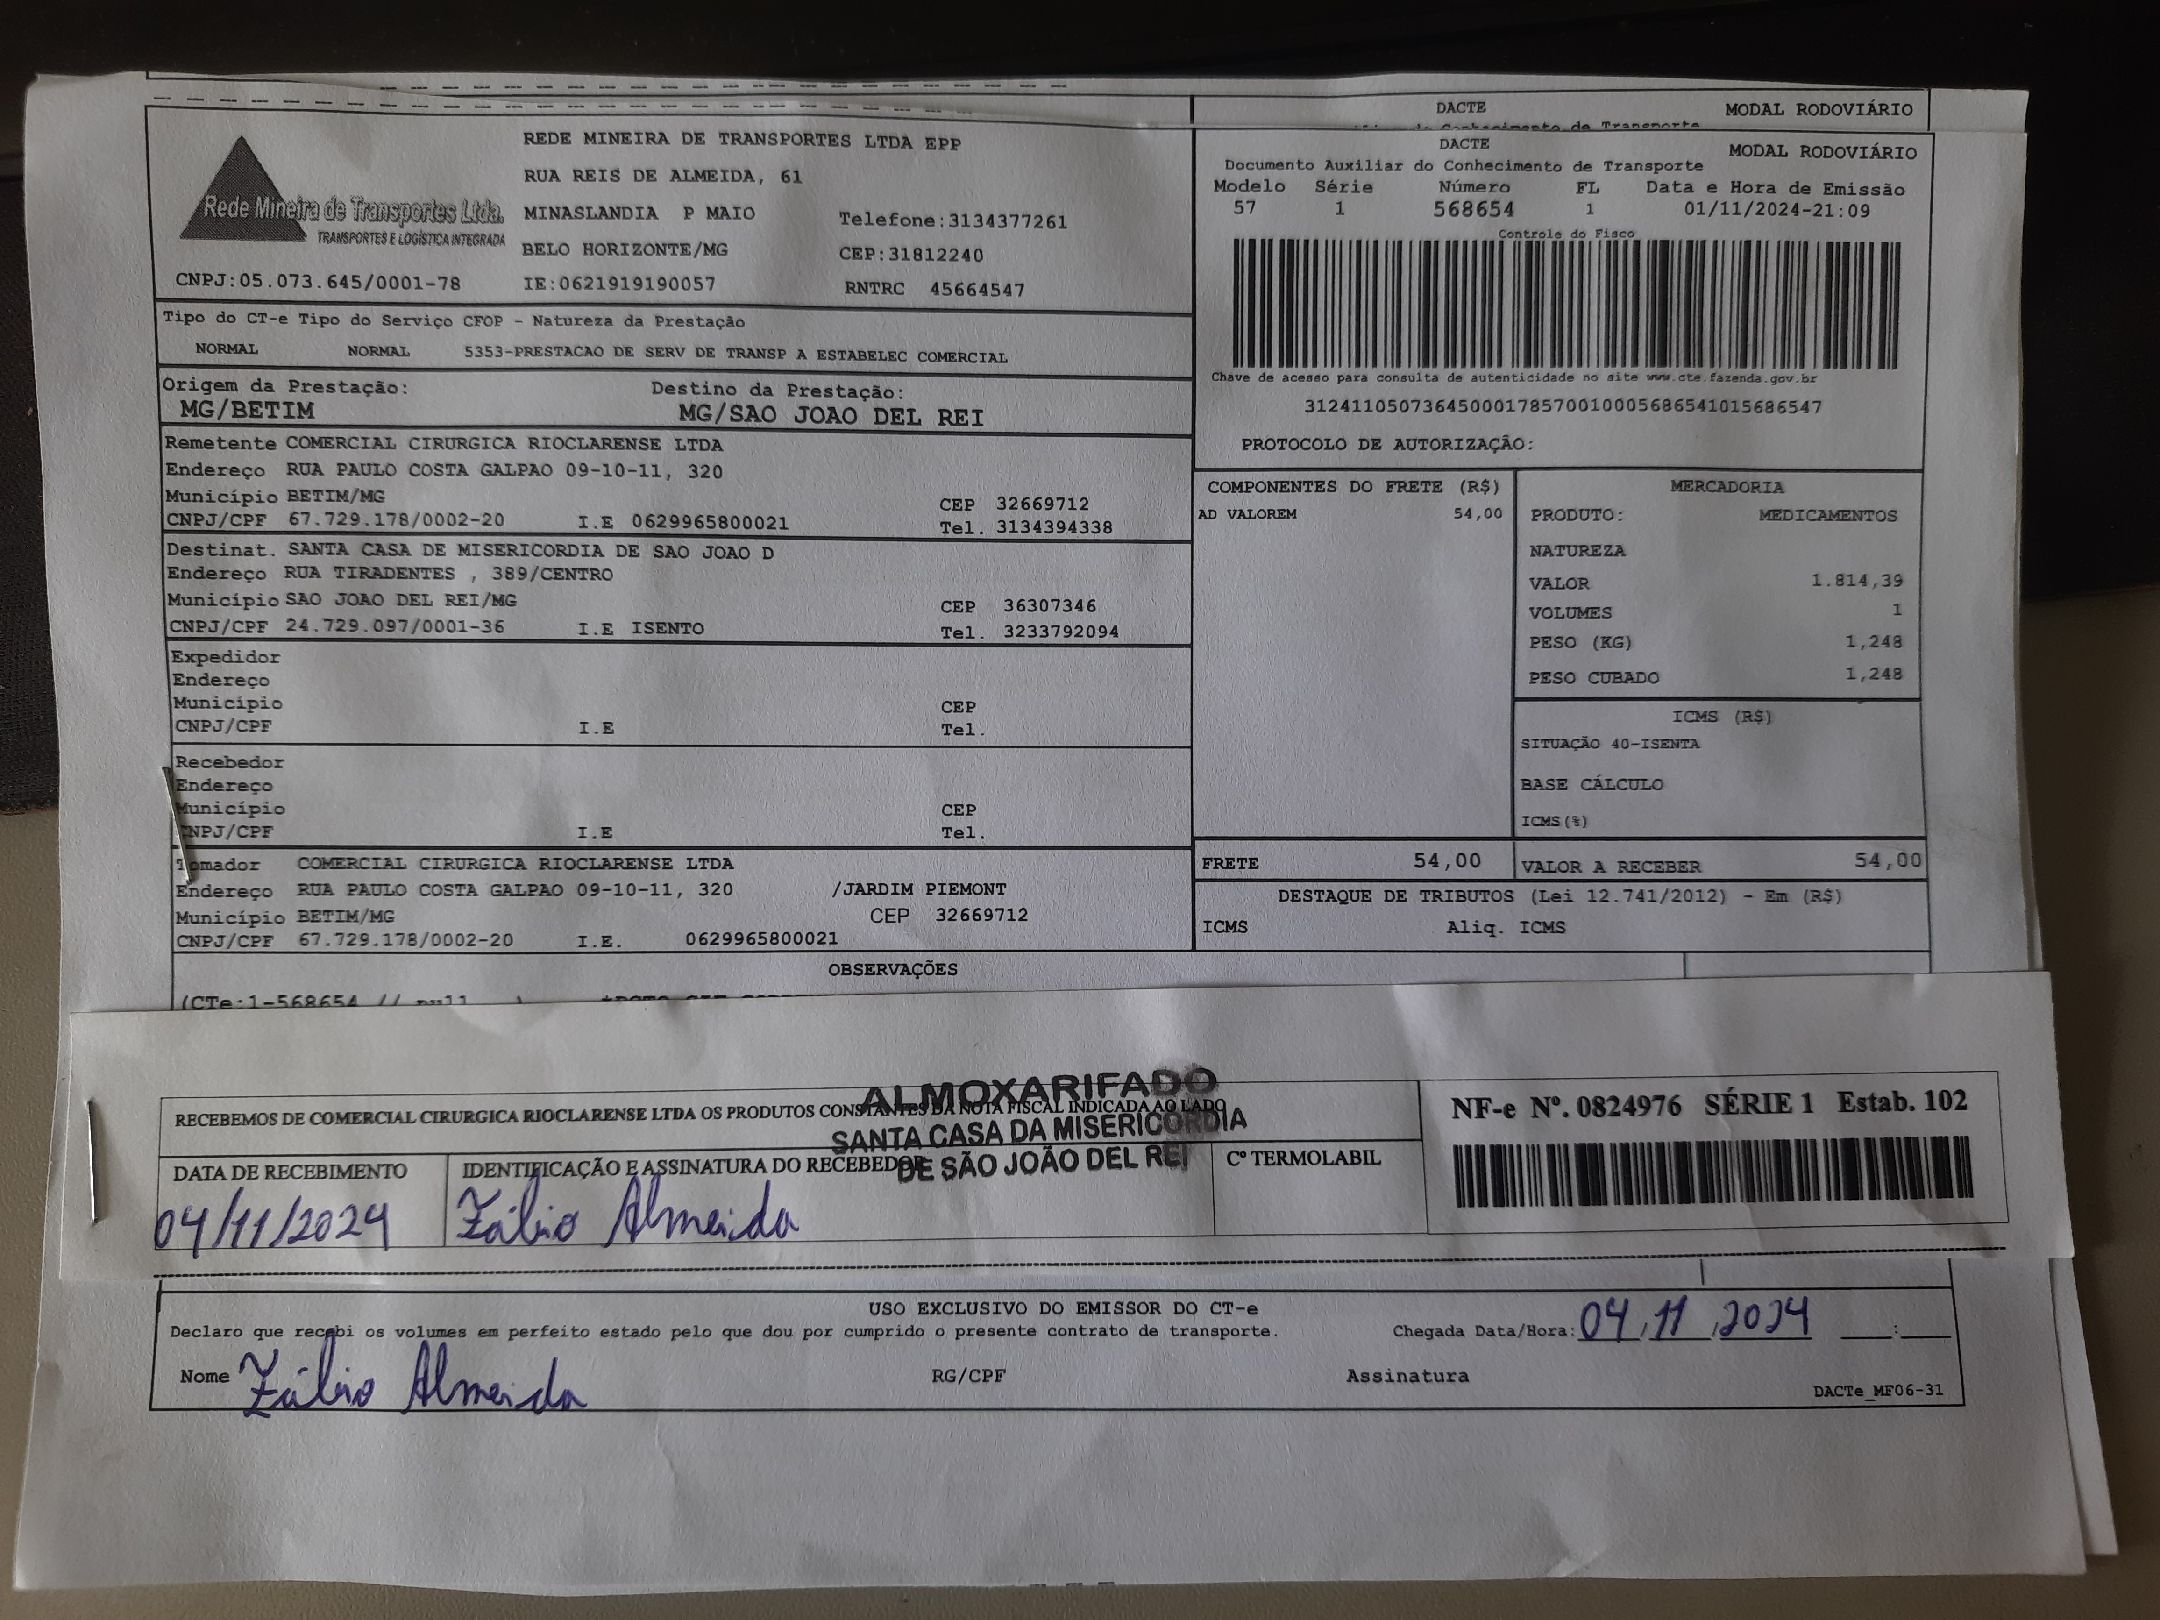 DACTE MODAL RODOVIÁRIO
REDE MINEIRA DE TRANSPORTES LTDA EPP
RUA REIS DE ALMEIDA, 61
Rede Mineira de Transportes Ltda.
TRANSPORTES E LOGÍSTICA INTEGRADA
MINASLANDIA P MAIO Telefone:3134377261
BELO HORIZONTE/MG CEP:31812240
CNPJ:05.073.645/0001-78 IE:0621919190057 RNTRC 45664547
DACTE MODAL RODOVIÁRIO
Documento Auxiliar do Conhecimento de Transporte
Modelo Série Número FL Data e Hora de Emissão
57 1 568654 1 01/11/2024-21:09
Controle do Fisco
Chave de acesso para consulta de autenticidade no site www.cte.fazenda.gov.br
31241105073645000178570010005686541015686547
PROTOCOLO DE AUTORIZAÇÃO:
Tipo do CT-e Tipo do Serviço CFOP - Natureza da Prestação
NORMAL NORMAL 5353-PRESTACAO DE SERV DE TRANSP A ESTABELEC COMERCIAL
Origem da Prestação: Destino da Prestação:
MG/BETIM MG/SAO JOAO DEL REI
Remetente COMERCIAL CIRURGICA RIOCLARENSE LTDA
Endereço RUA PAULO COSTA GALPAO 09-10-11, 320
Município BETIM/MG CEP 32669712
CNPJ/CPF 67.729.178/0002-20 I.E 0629965800021 Tel. 3134394338
Destinat. SANTA CASA DE MISERICORDIA DE SAO JOAO D
Endereço RUA TIRADENTES , 389/CENTRO
Município SAO JOAO DEL REI/MG CEP 36307346
CNPJ/CPF 24.729.097/0001-36 I.E ISENTO Tel. 3233792094
Expedidor
Endereço
Município CEP
CNPJ/CPF I.E Tel.
Recebedor
Endereço
Município CEP
CNPJ/CPF I.E Tel.
Tomador COMERCIAL CIRURGICA RIOCLARENSE LTDA
Endereço RUA PAULO COSTA GALPAO 09-10-11, 320 /JARDIM PIEMONT
Município BETIM/MG CEP 32669712
CNPJ/CPF 67.729.178/0002-20 I.E. 0629965800021
COMPONENTES DO FRETE (R$)
AD VALOREM 54,00
MERCADORIA
PRODUTO: MEDICAMENTOS
NATUREZA
VALOR 1.814,39
VOLUMES 1
PESO (KG) 1,248
PESO CUBADO 1,248
ICMS (R$)
SITUAÇÃO 40-ISENTA
BASE CÁLCULO
ICMS(%)
FRETE 54,00 VALOR A RECEBER 54,00
DESTAQUE DE TRIBUTOS (Lei 12.741/2012) - Em (R$)
ICMS Aliq. ICMS
OBSERVAÇÕES
(CTe:1-568654 // null )
ALMOXARIFADO
SANTA CASA DA MISERICORDIA
DE SÃO JOÃO DEL REI
RECEBEMOS DE COMERCIAL CIRURGICA RIOCLARENSE LTDA OS PRODUTOS CONSTANTES DA NOTA FISCAL INDICADA AO LADO
DATA DE RECEBIMENTO IDENTIFICAÇÃO E ASSINATURA DO RECEBEDOR Cº TERMOLABIL
04/11/2024 Fábio Almeida
NF-e Nº. 0824976 SÉRIE 1 Estab. 102
USO EXCLUSIVO DO EMISSOR DO CT-e
Declaro que recebi os volumes em perfeito estado pelo que dou por cumprido o presente contrato de transporte. Chegada Data/Hora: 04,11,2024 ___:___
Nome Fábio Almeida RG/CPF Assinatura
DACTe_MF06-31